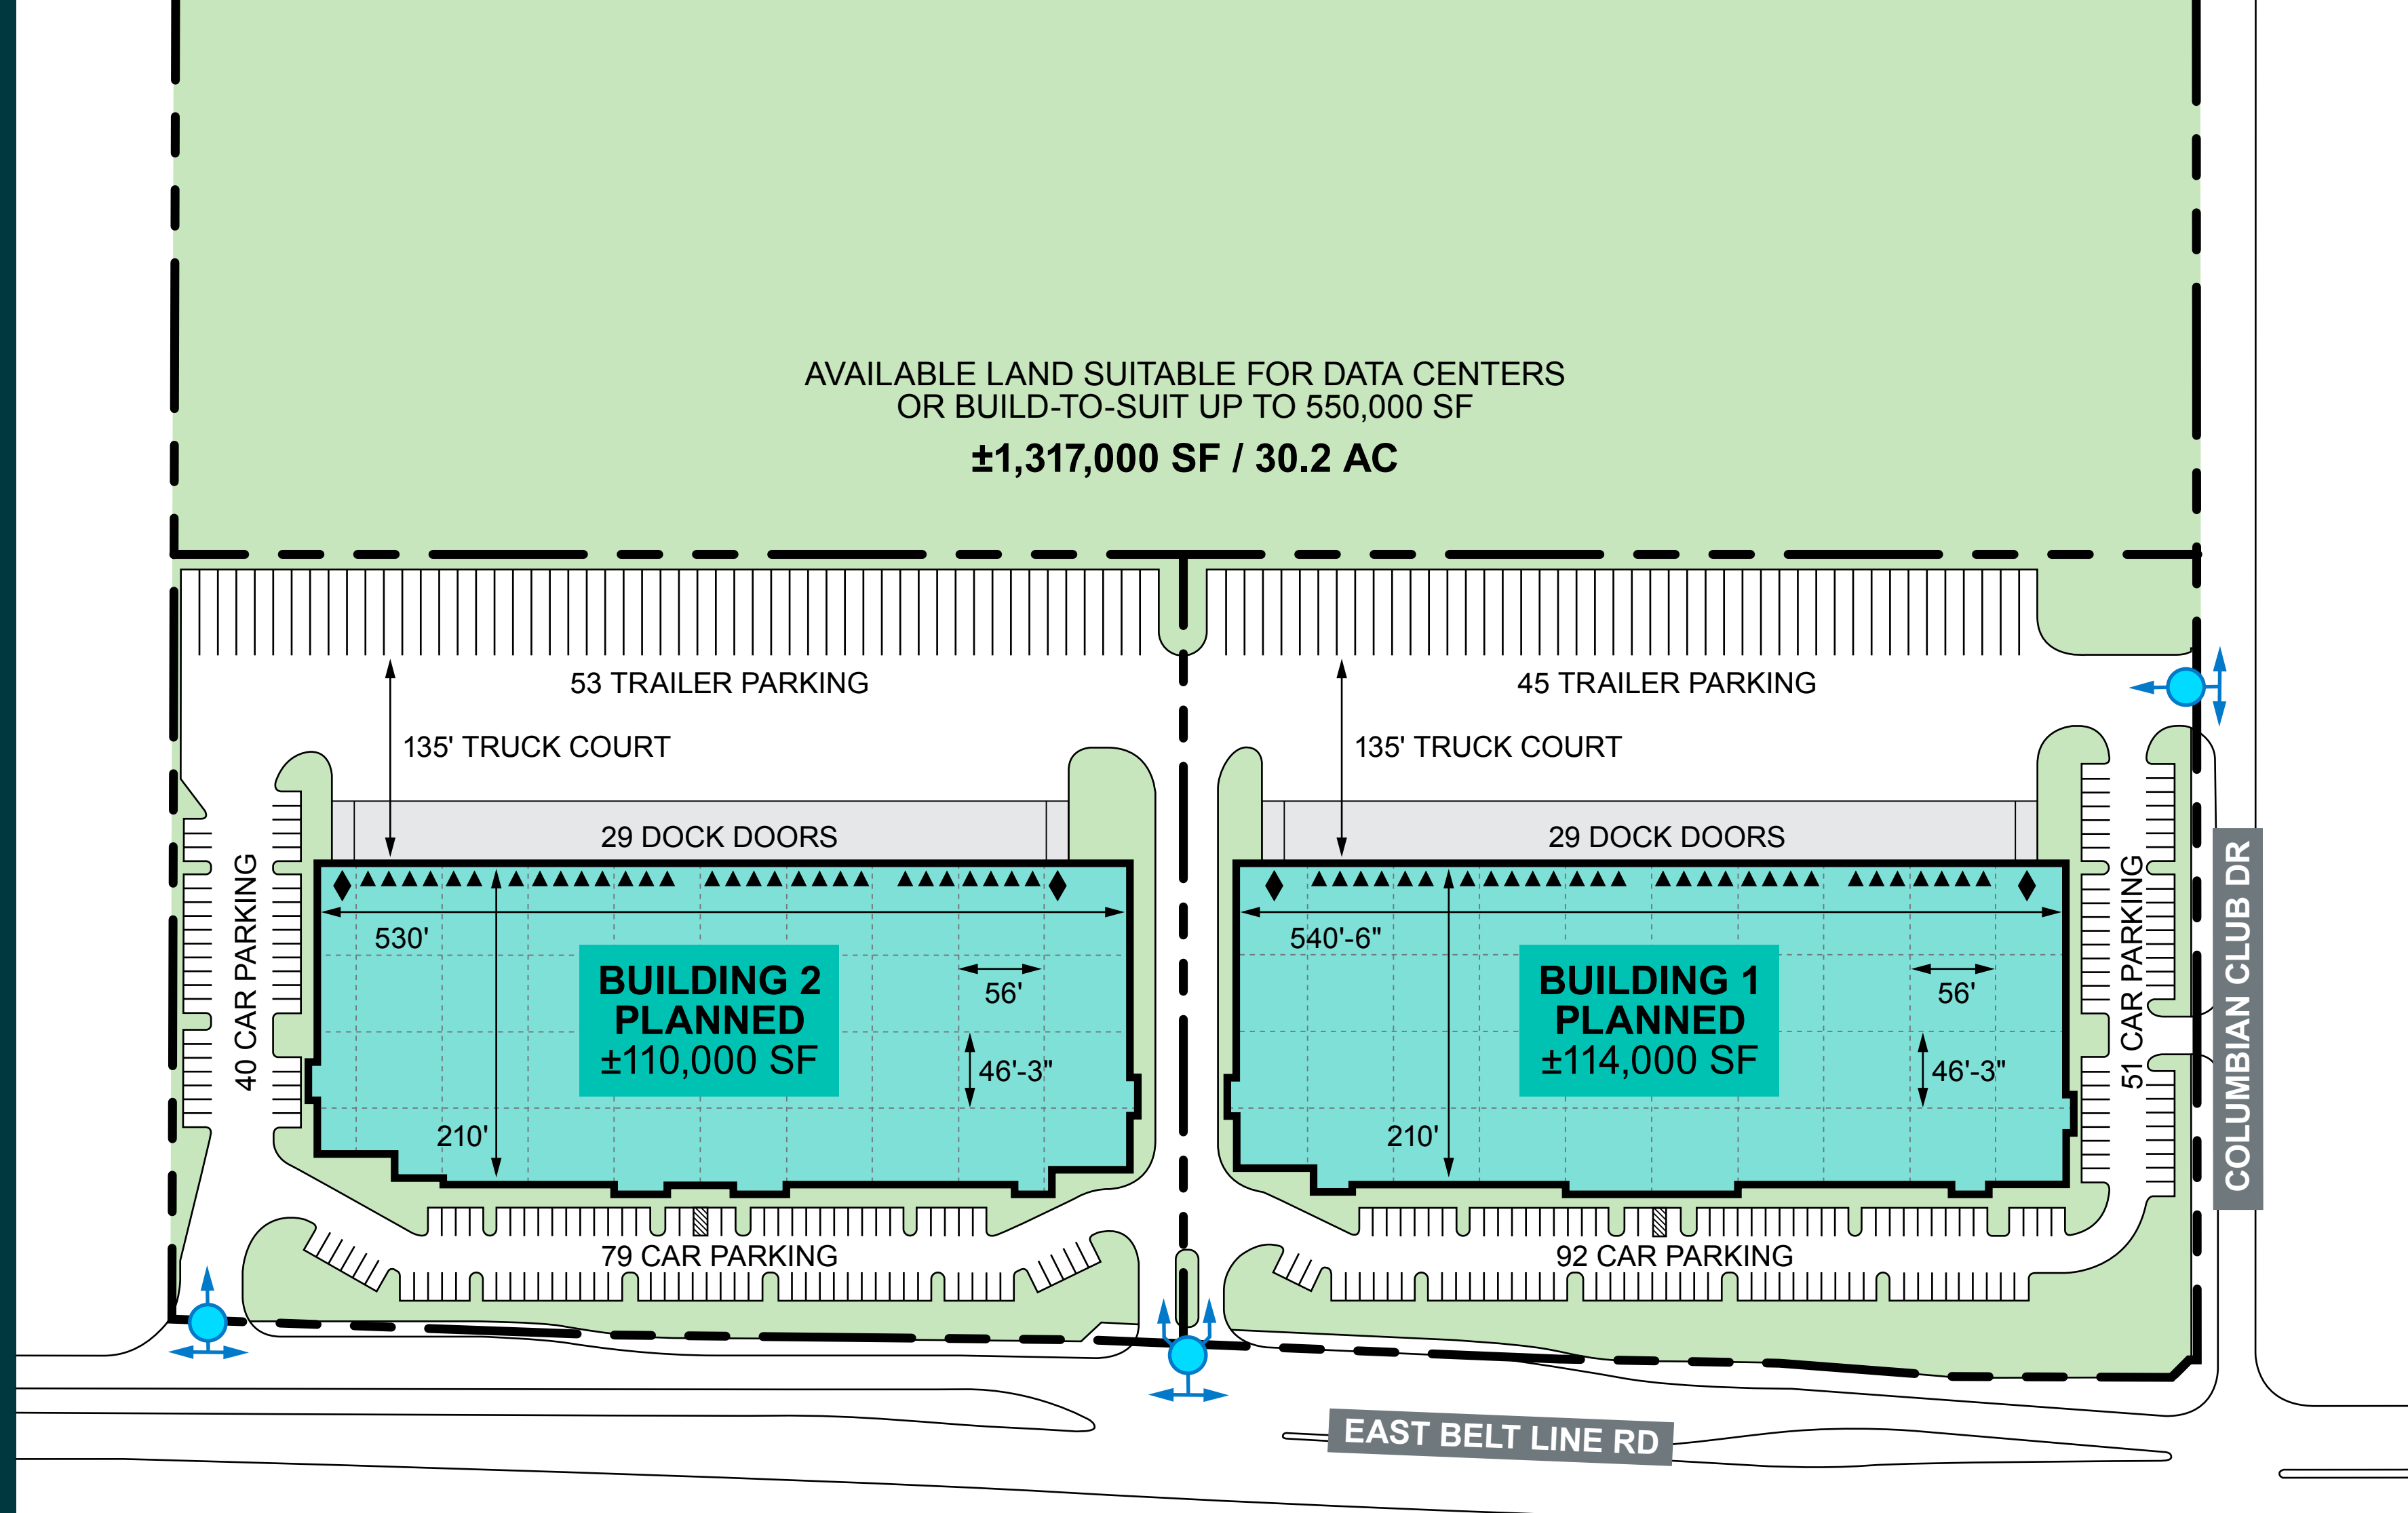 AVAILABLE LAND SUITABLE FOR DATA CENTERS
OR BUILD-TO-SUIT UP TO 550,000 SF
±1,317,000 SF / 30.2 AC
53 TRAILER PARKING
45 TRAILER PARKING
135' TRUCK COURT
135' TRUCK COURT
29 DOCK DOORS
29 DOCK DOORS
40 CAR PARKING
530'
BUILDING 2
PLANNED
±110,000 SF
56'
46'-3"
210'
540'-6"
BUILDING 1
PLANNED
±114,000 SF
56'
46'-3"
210'
51 CAR PARKING
COLUMBIAN CLUB DR
79 CAR PARKING
92 CAR PARKING
EAST BELT LINE RD